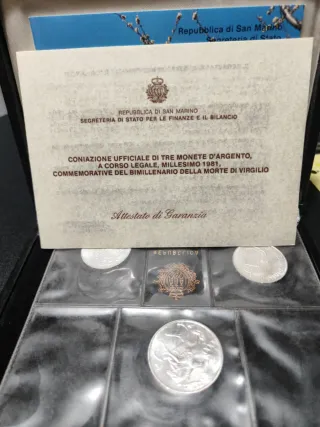 Repubblica di San Marino
Segreteria di Stato
REPUBBLICA DI SAN MARINO
SEGRETERIA DI STATO PER LE FINANZE E IL BILANCIO
CONIAZIONE UFFICIALE DI TRE MONETE D'ARGENTO,
A CORSO LEGALE, MILLESIMO 1981,
COMMEMORATIVE DEL BIMILLENARIO DELLA MORTE DI VIRGILIO
Attestato di Garanzia